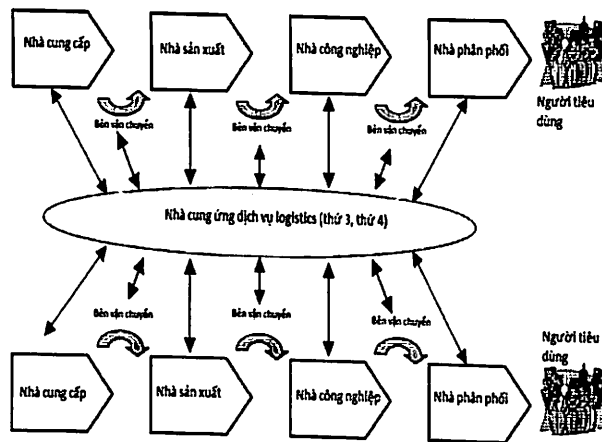 Nhà cung cấp
Nhà sản xuất
Nhà công nghiệp
Nhà phân phối
Người tiêu
dùng
Bên vận chuyển
Bên vận chuyển
Bên vận chuyển
Nhà cung ứng dịch vụ logistics (thứ 3, thứ 4)
Bên vận chuyển
Bên vận chuyển
Bên vận chuyển
Người tiêu
dùng
Nhà cung cấp
Nhà sản xuất
Nhà công nghiệp
Nhà phân phối